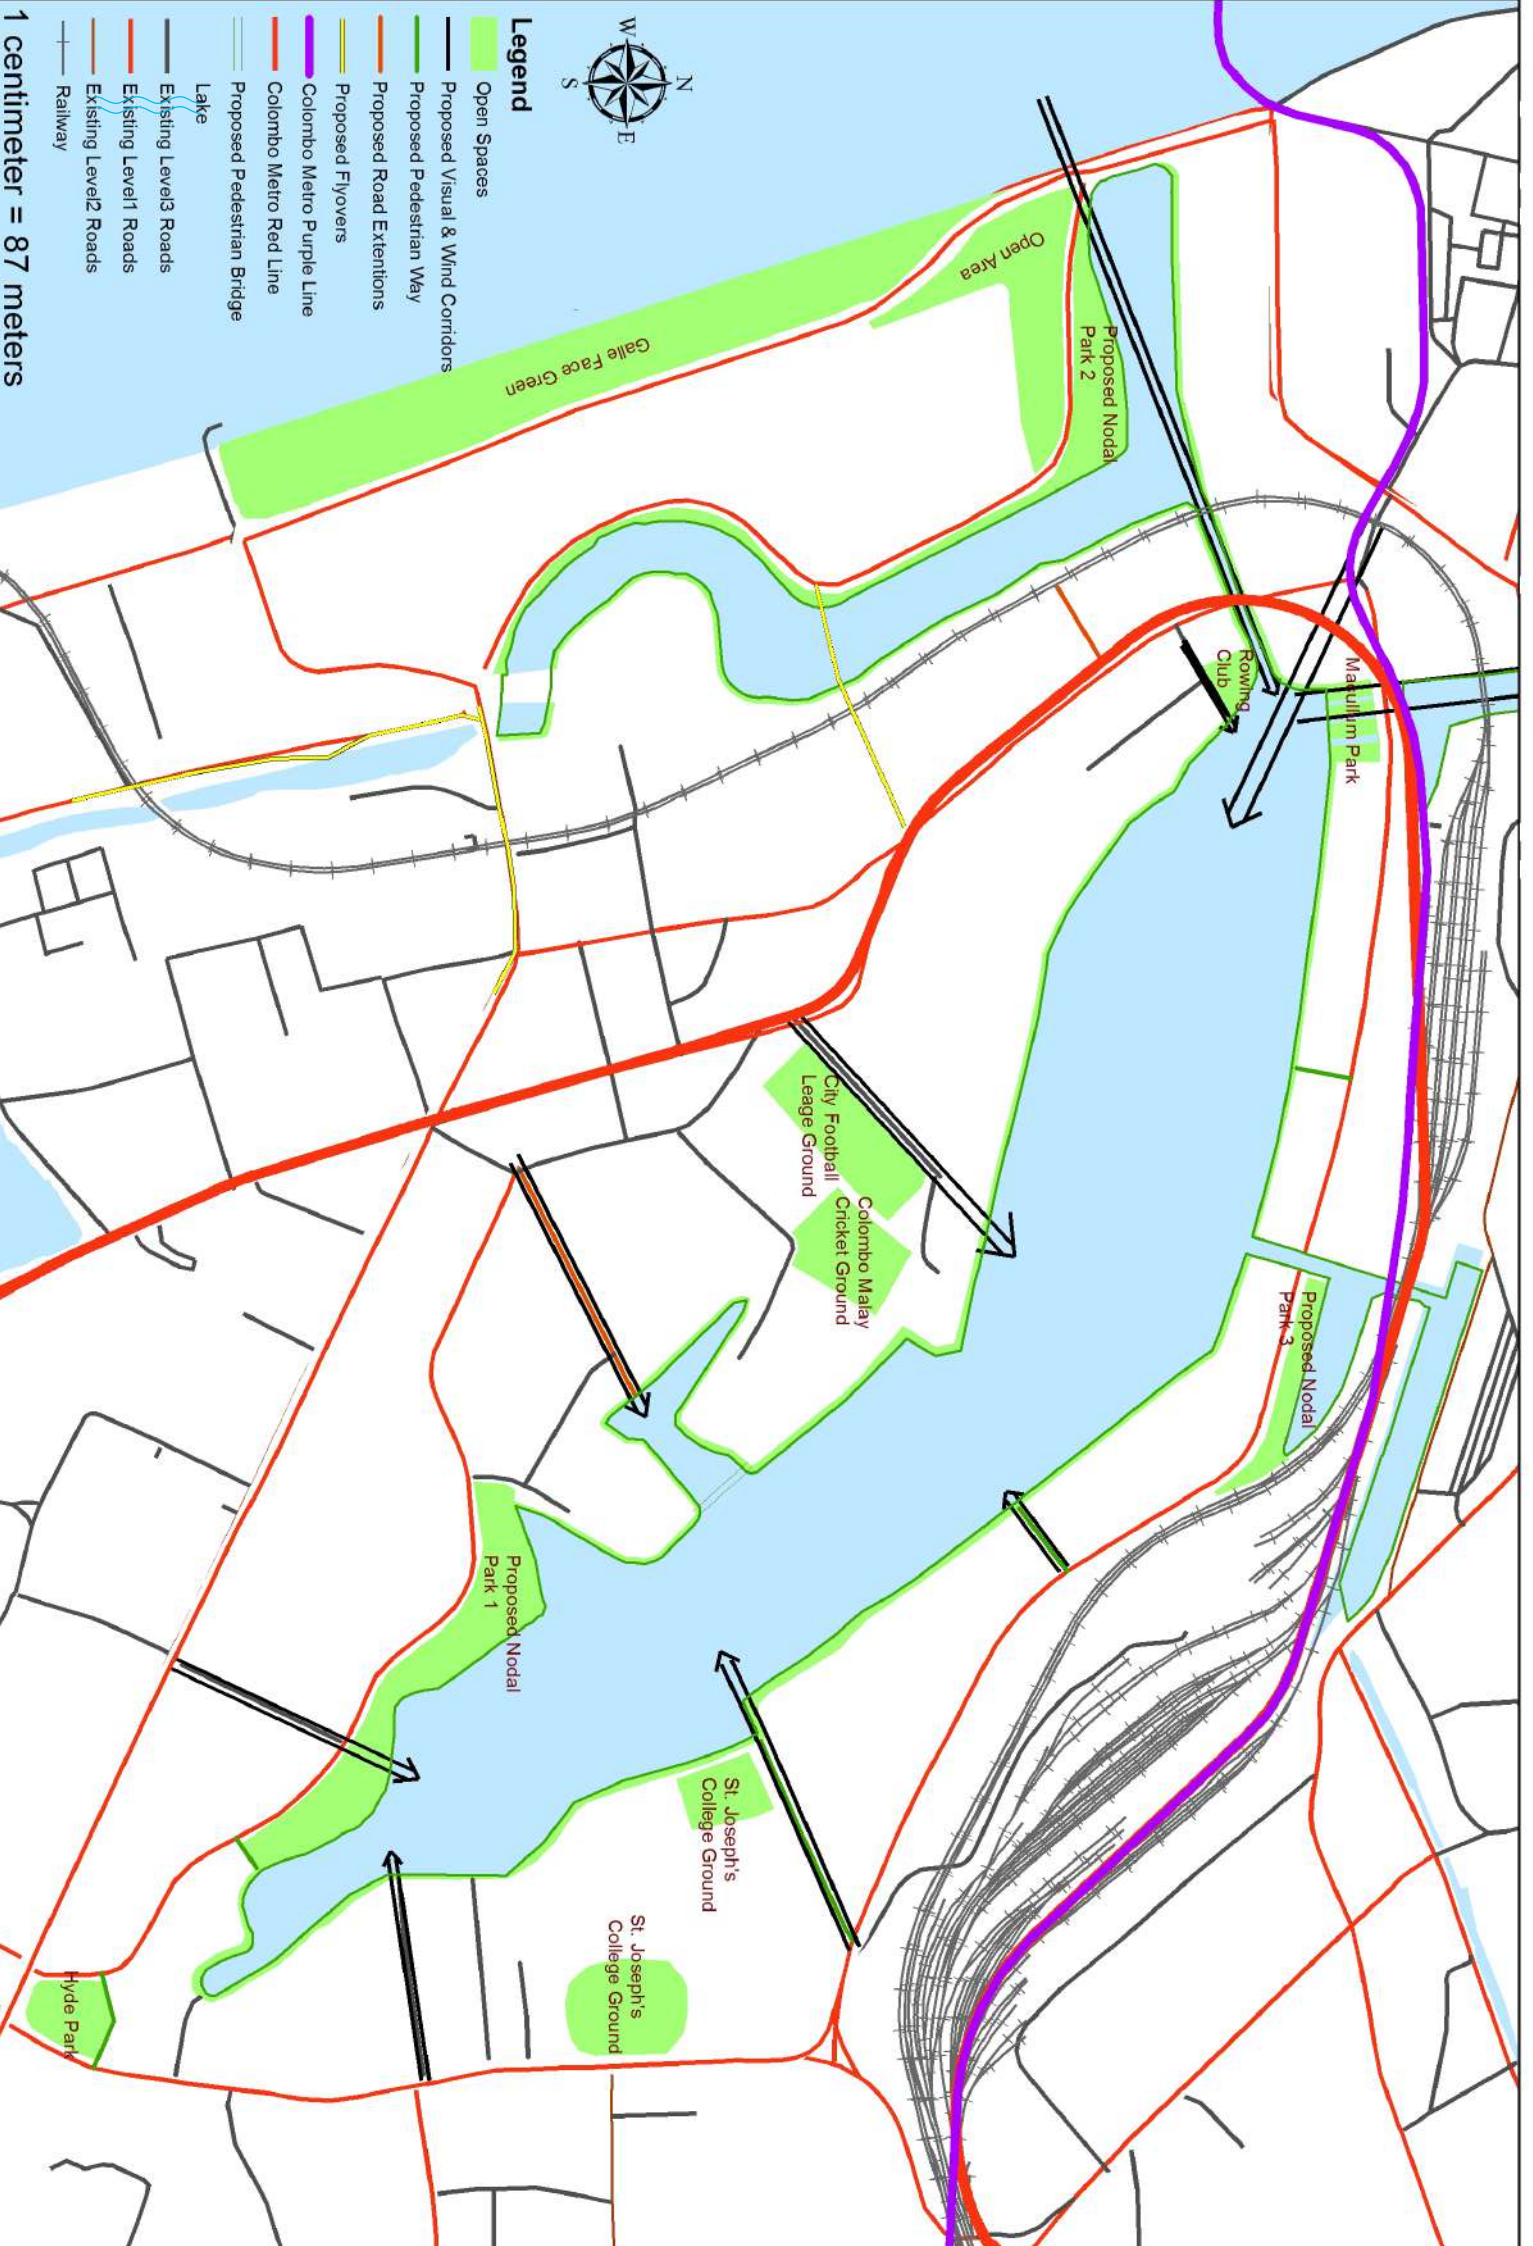 Legend
Open Spaces
Proposed Visual & Wind Corridors
Proposed Pedestrian Way
Proposed Road Extentions
Proposed Flyovers
Colombo Metro Purple Line
Colombo Metro Red Line
Proposed Pedestrian Bridge
Lake
Existing Level3 Roads
Existing Level1 Roads
Existing Level2 Roads
Railway
1 centimeter = 87 meters
N
E
S
W
Galle Face Green
Open Area
Proposed Nodal
Park 2
Rowing
Club
Macullum Park
City Football
Leage Ground
Colombo Malay
Cricket Ground
Proposed Nodal
Park 3
Proposed Nodal
Park 1
St. Joseph's
College Ground
St. Joseph's
College Ground
Hyde Park